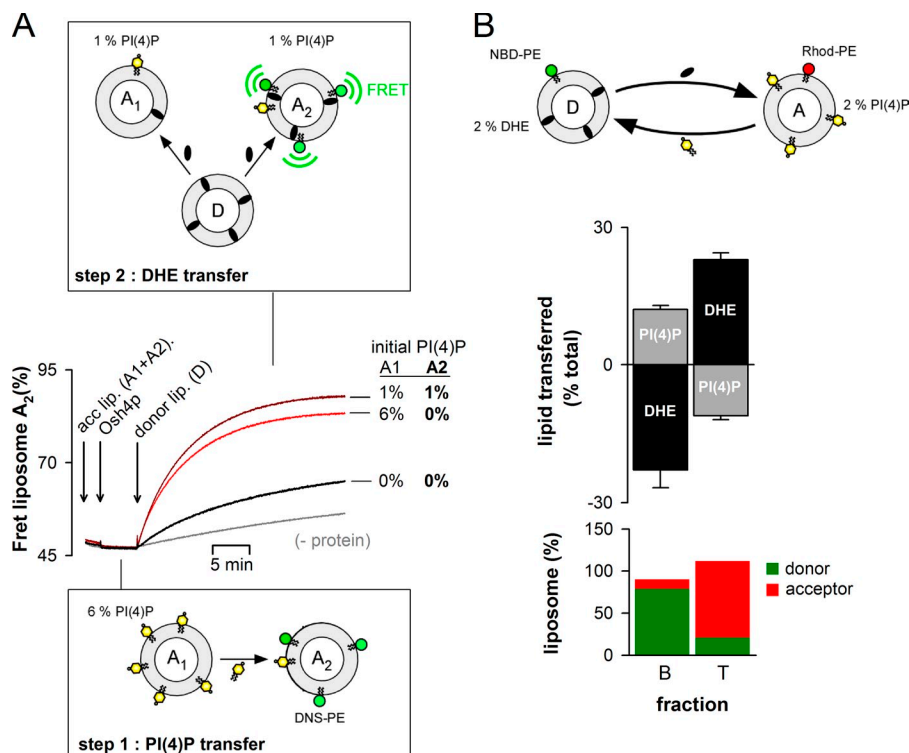 A
1 % PI(4)P
1 % PI(4)P
A1
A2
FRET
D
step 2 : DHE transfer
Fret liposome A2(%)
95
70
45
acc lip. (A1+A2).
Osh4p
donor lip. (D)
initial PI(4)P
A1 A2
1% 1%
6% 0%
0% 0%
(- protein)
5 min
6 % PI(4)P
A1
A2
DNS-PE
step 1 : PI(4)P transfer
B
NBD-PE
Rhod-PE
D
A
2 % DHE
2 % PI(4)P
lipid transferred
(% total)
30
0
-30
PI(4)P
DHE
DHE
PI(4)P
liposome (%)
150
100
50
0
donor
acceptor
B T
fraction